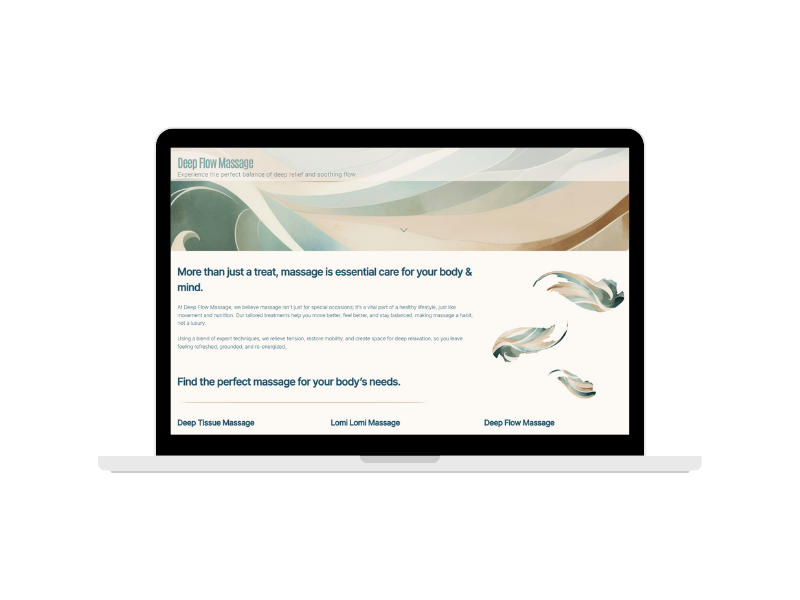 Deep Flow Massage
Experience the perfect balance of deep relief and soothing flow.
More than just a treat, massage is essential care for your body &
mind.
At Deep Flow Massage, we believe massage isn't just for special occasions; it's a vital part of a healthy lifestyle, just like
movement and nutrition. Our tailored treatments help you move better, feel better, and stay balanced, making massage a habit,
not a luxury.
Using a blend of expert techniques, we relieve tension, restore mobility, and create space for deep relaxation, so you leave
feeling refreshed, grounded, and re-energized.
Find the perfect massage for your body's needs.
Deep Tissue Massage
Lomi Lomi Massage
Deep Flow Massage